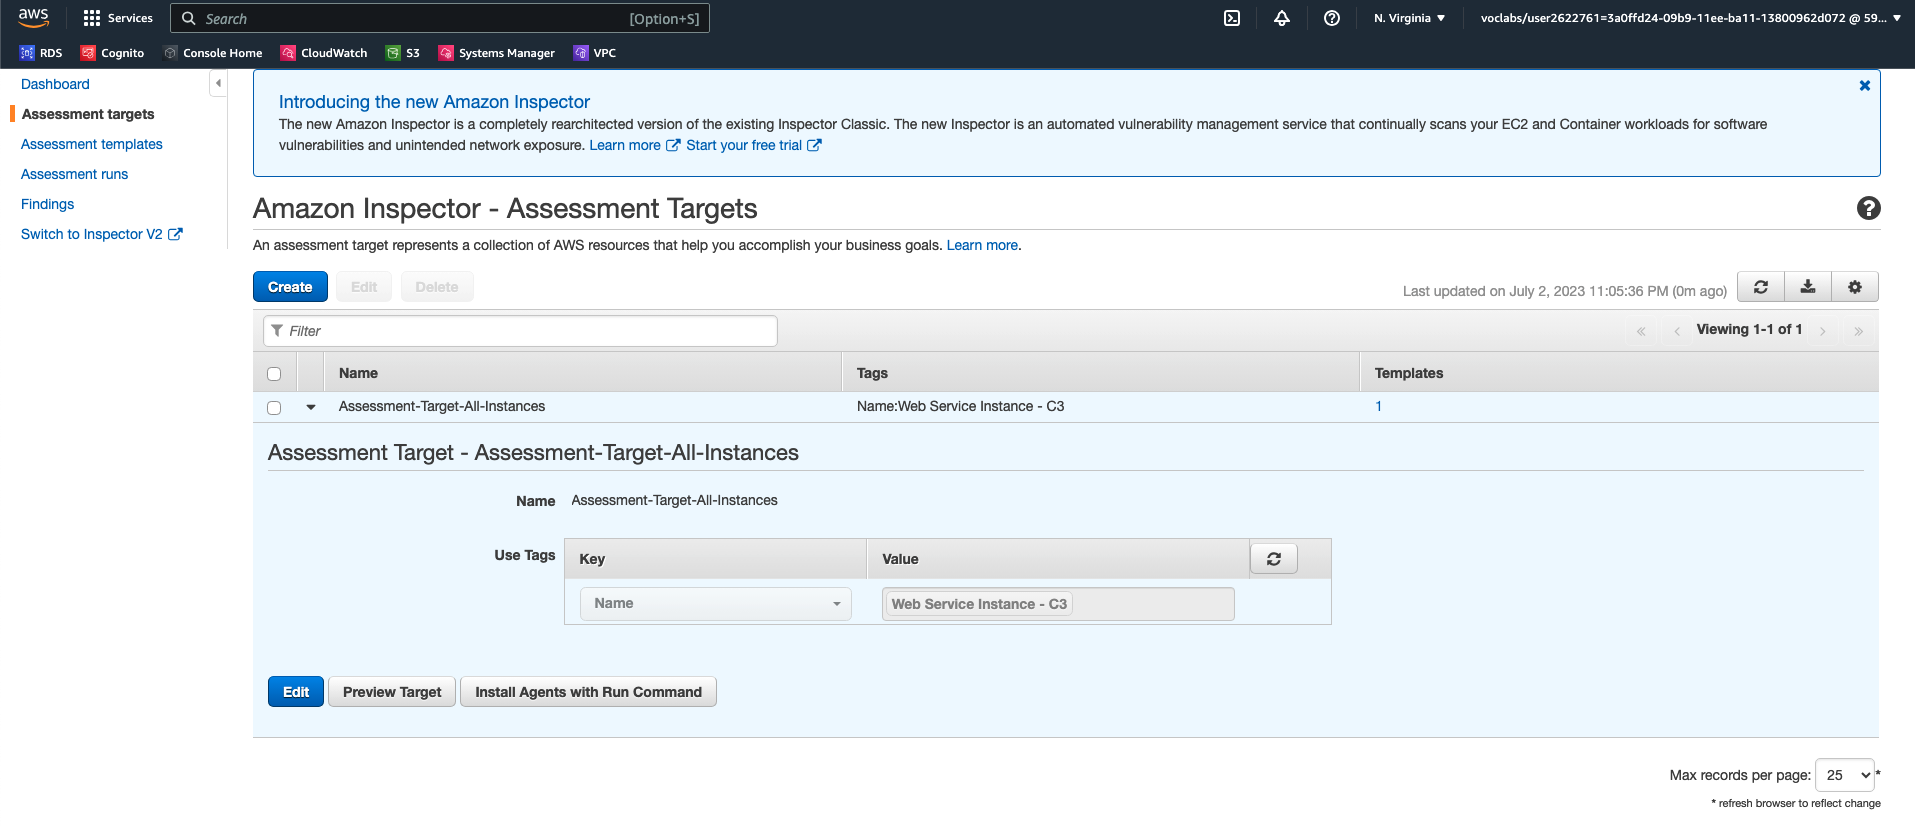 aws
Services
Search
[Option+S]
N. Virginia
voclabs/user2622761=3a0ffd24-09b9-11ee-ba11-13800962d072 @ 59...
RDS
Cognito
Console Home
CloudWatch
S3
Systems Manager
VPC
Dashboard
Assessment targets
Assessment templates
Assessment runs
Findings
Switch to Inspector V2
Introducing the new Amazon Inspector
The new Amazon Inspector is a completely rearchitected version of the existing Inspector Classic. The new Inspector is an automated vulnerability management service that continually scans your EC2 and Container workloads for software
vulnerabilities and unintended network exposure. Learn more Start your free trial
Amazon Inspector - Assessment Targets
An assessment target represents a collection of AWS resources that help you accomplish your business goals. Learn more.
Create
Edit
Delete
Last updated on July 2, 2023 11:05:36 PM (0m ago)
Filter
« ‹ Viewing 1-1 of 1 › »
Name
Tags
Templates
Assessment-Target-All-Instances
Name:Web Service Instance - C3
1
Assessment Target - Assessment-Target-All-Instances
Name Assessment-Target-All-Instances
Use Tags
Key
Value
Name
Web Service Instance - C3
Edit
Preview Target
Install Agents with Run Command
Max records per page: 25 *
* refresh browser to reflect change